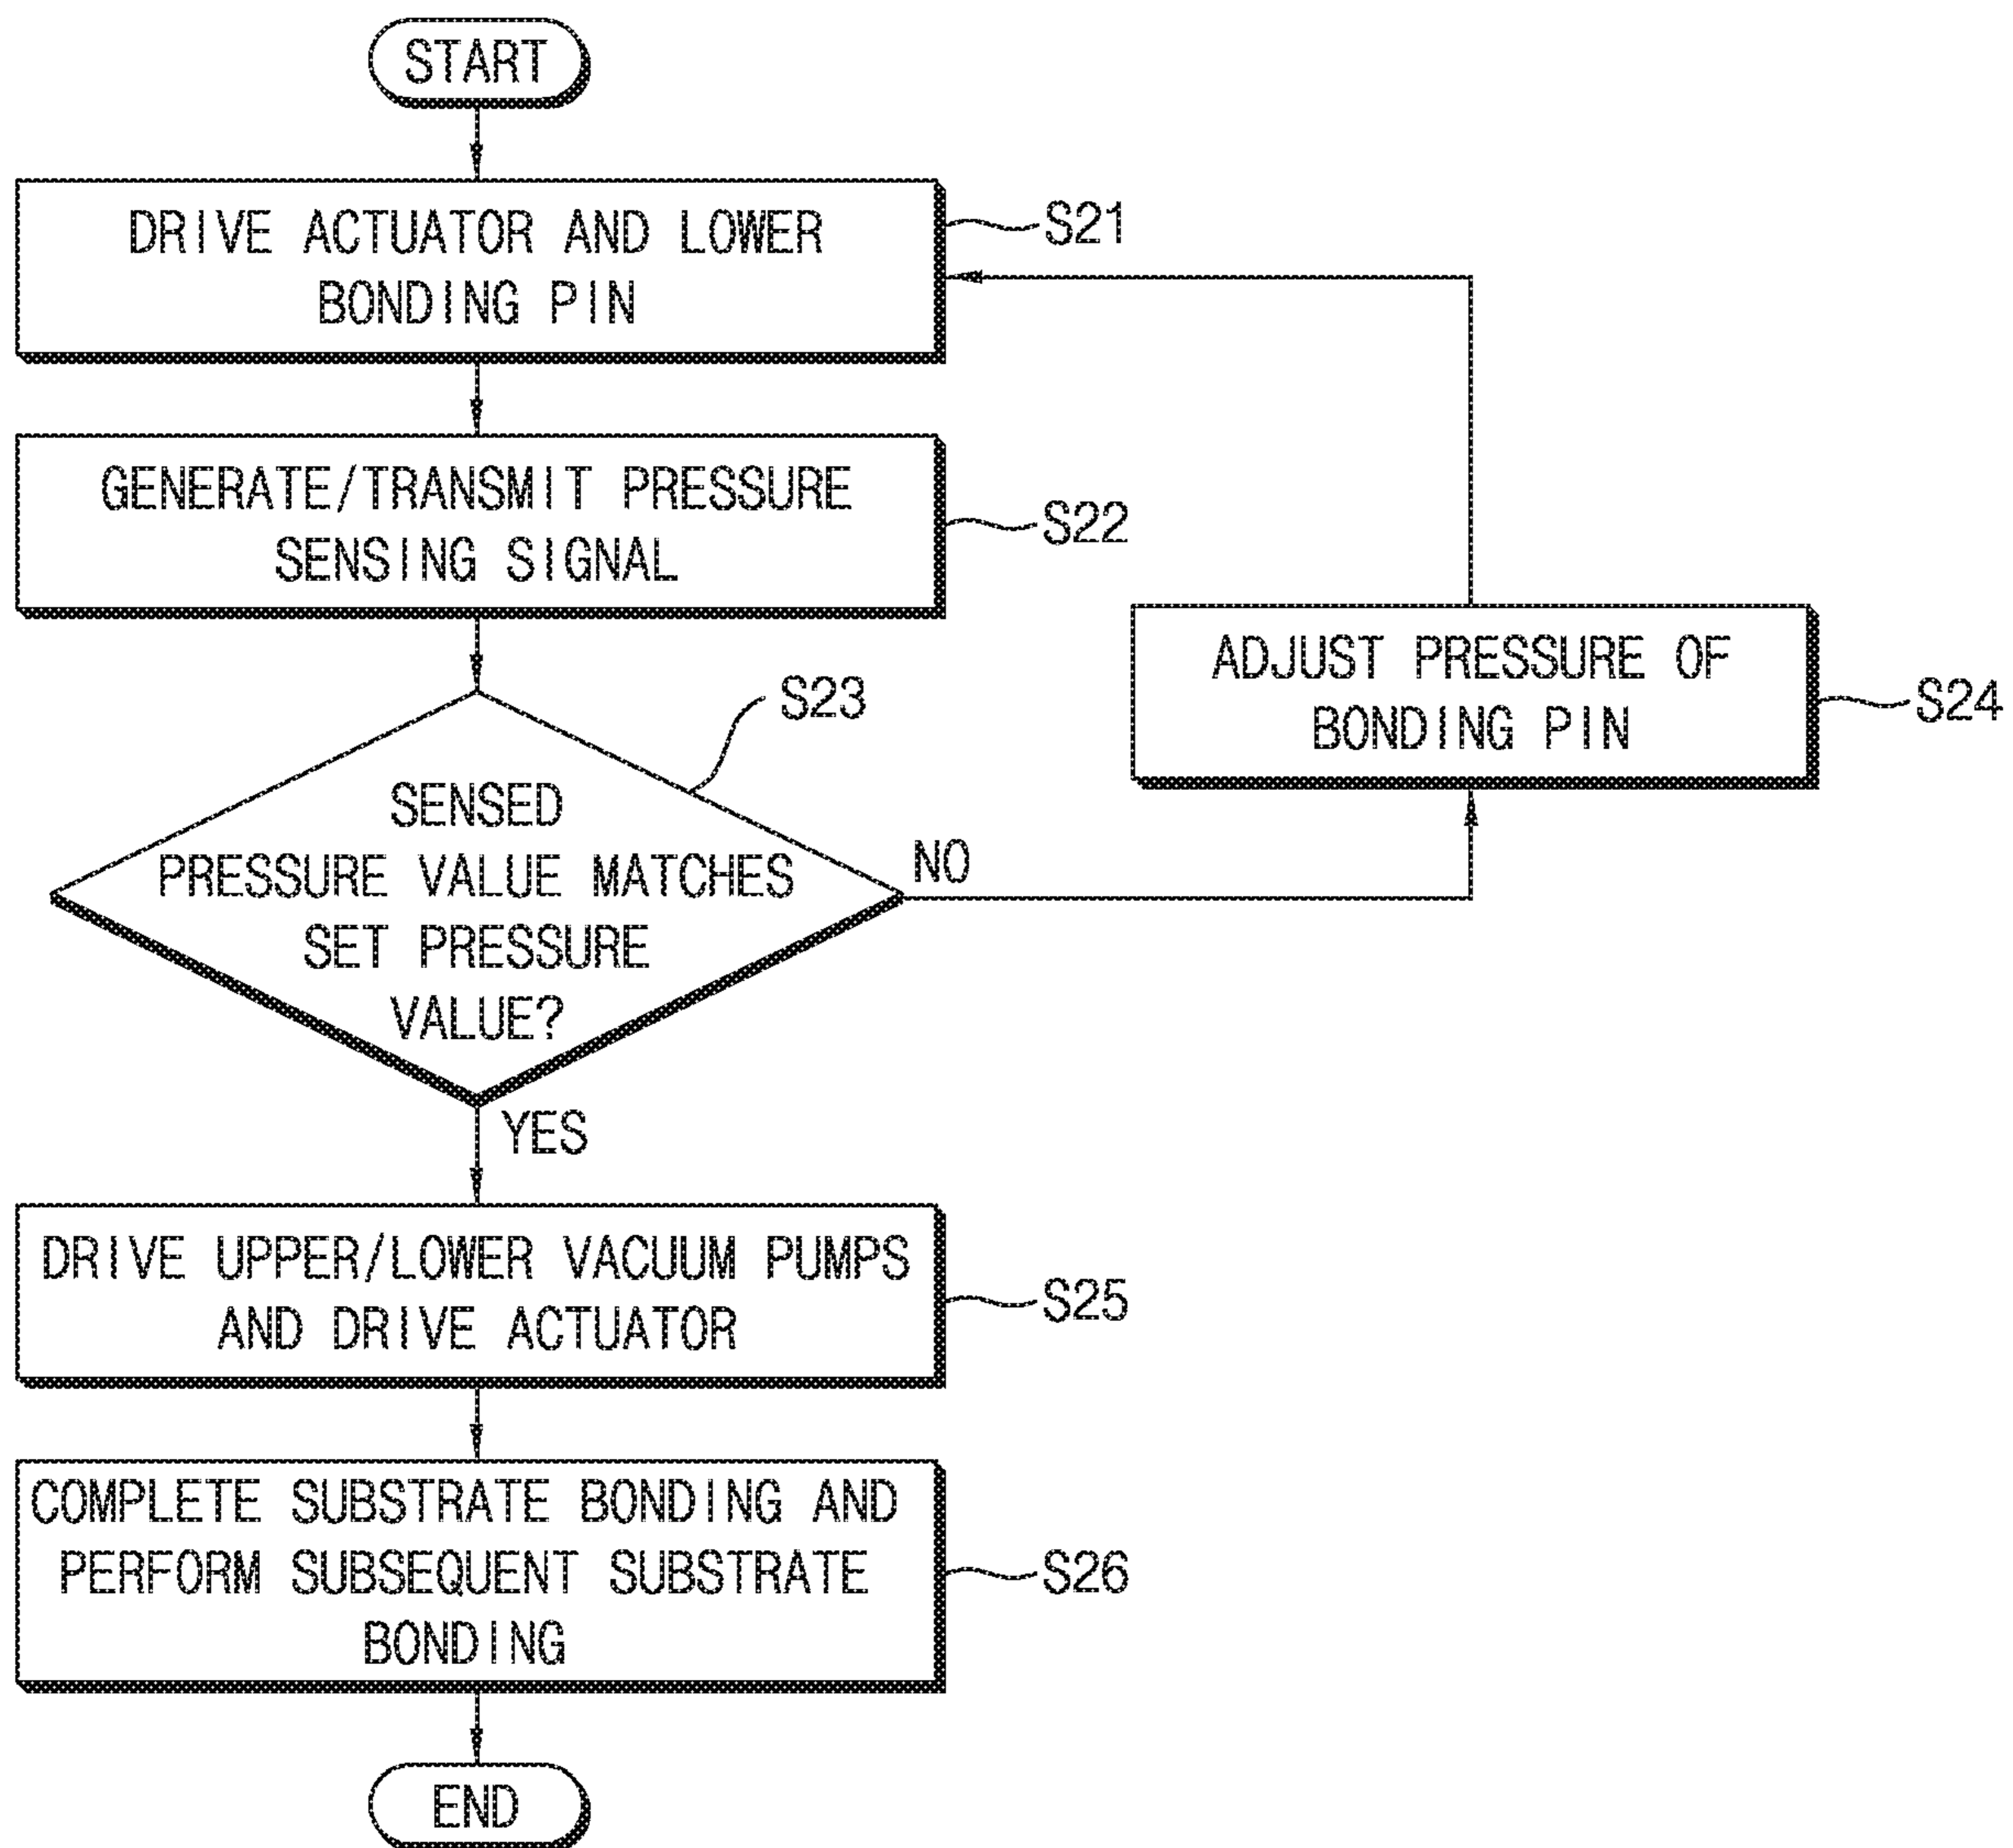 START
DRIVE ACTUATOR AND LOWER
BONDING PIN
S21
GENERATE/TRANSMIT PRESSURE
SENSING SIGNAL
S22
ADJUST PRESSURE OF
BONDING PIN
S24
S23
SENSED
PRESSURE VALUE MATCHES
SET PRESSURE
VALUE?
NO
YES
DRIVE UPPER/LOWER VACUUM PUMPS
AND DRIVE ACTUATOR
S25
COMPLETE SUBSTRATE BONDING AND
PERFORM SUBSEQUENT SUBSTRATE
BONDING
S26
END